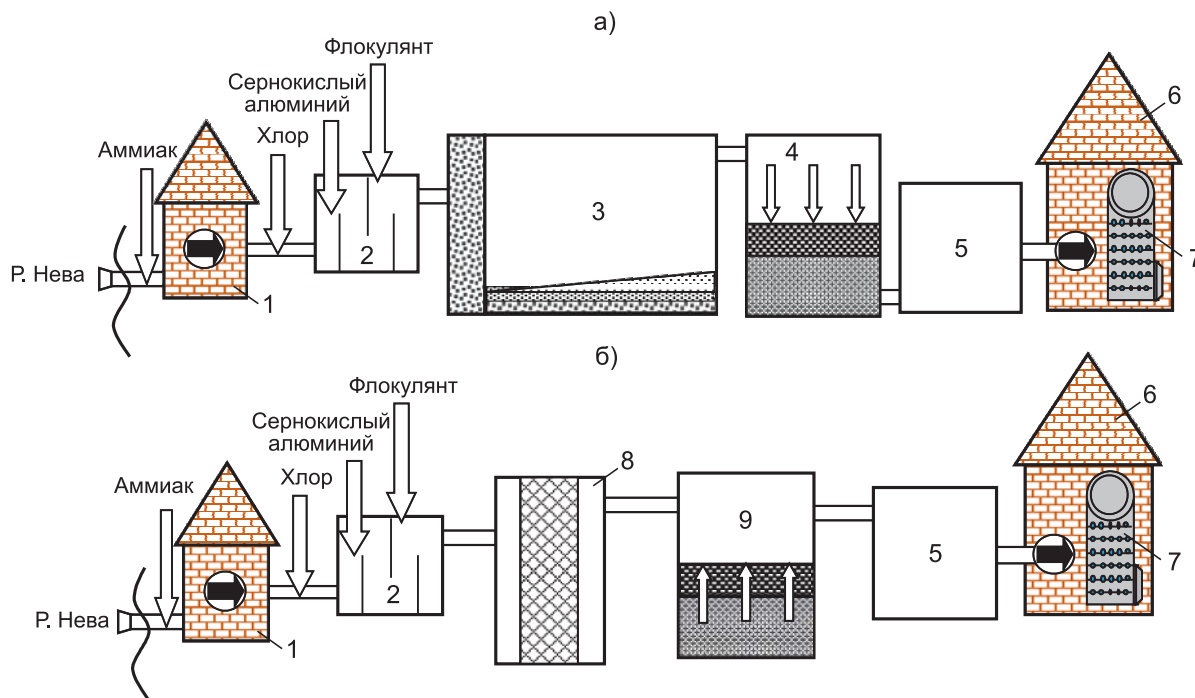 а)
Флокулянт
Сернокислый
алюминий
Хлор
Аммиак
Р. Нева
1
2
3
4
5
6
7
б)
Флокулянт
Сернокислый
алюминий
Хлор
Аммиак
Р. Нева
1
2
8
9
5
6
7